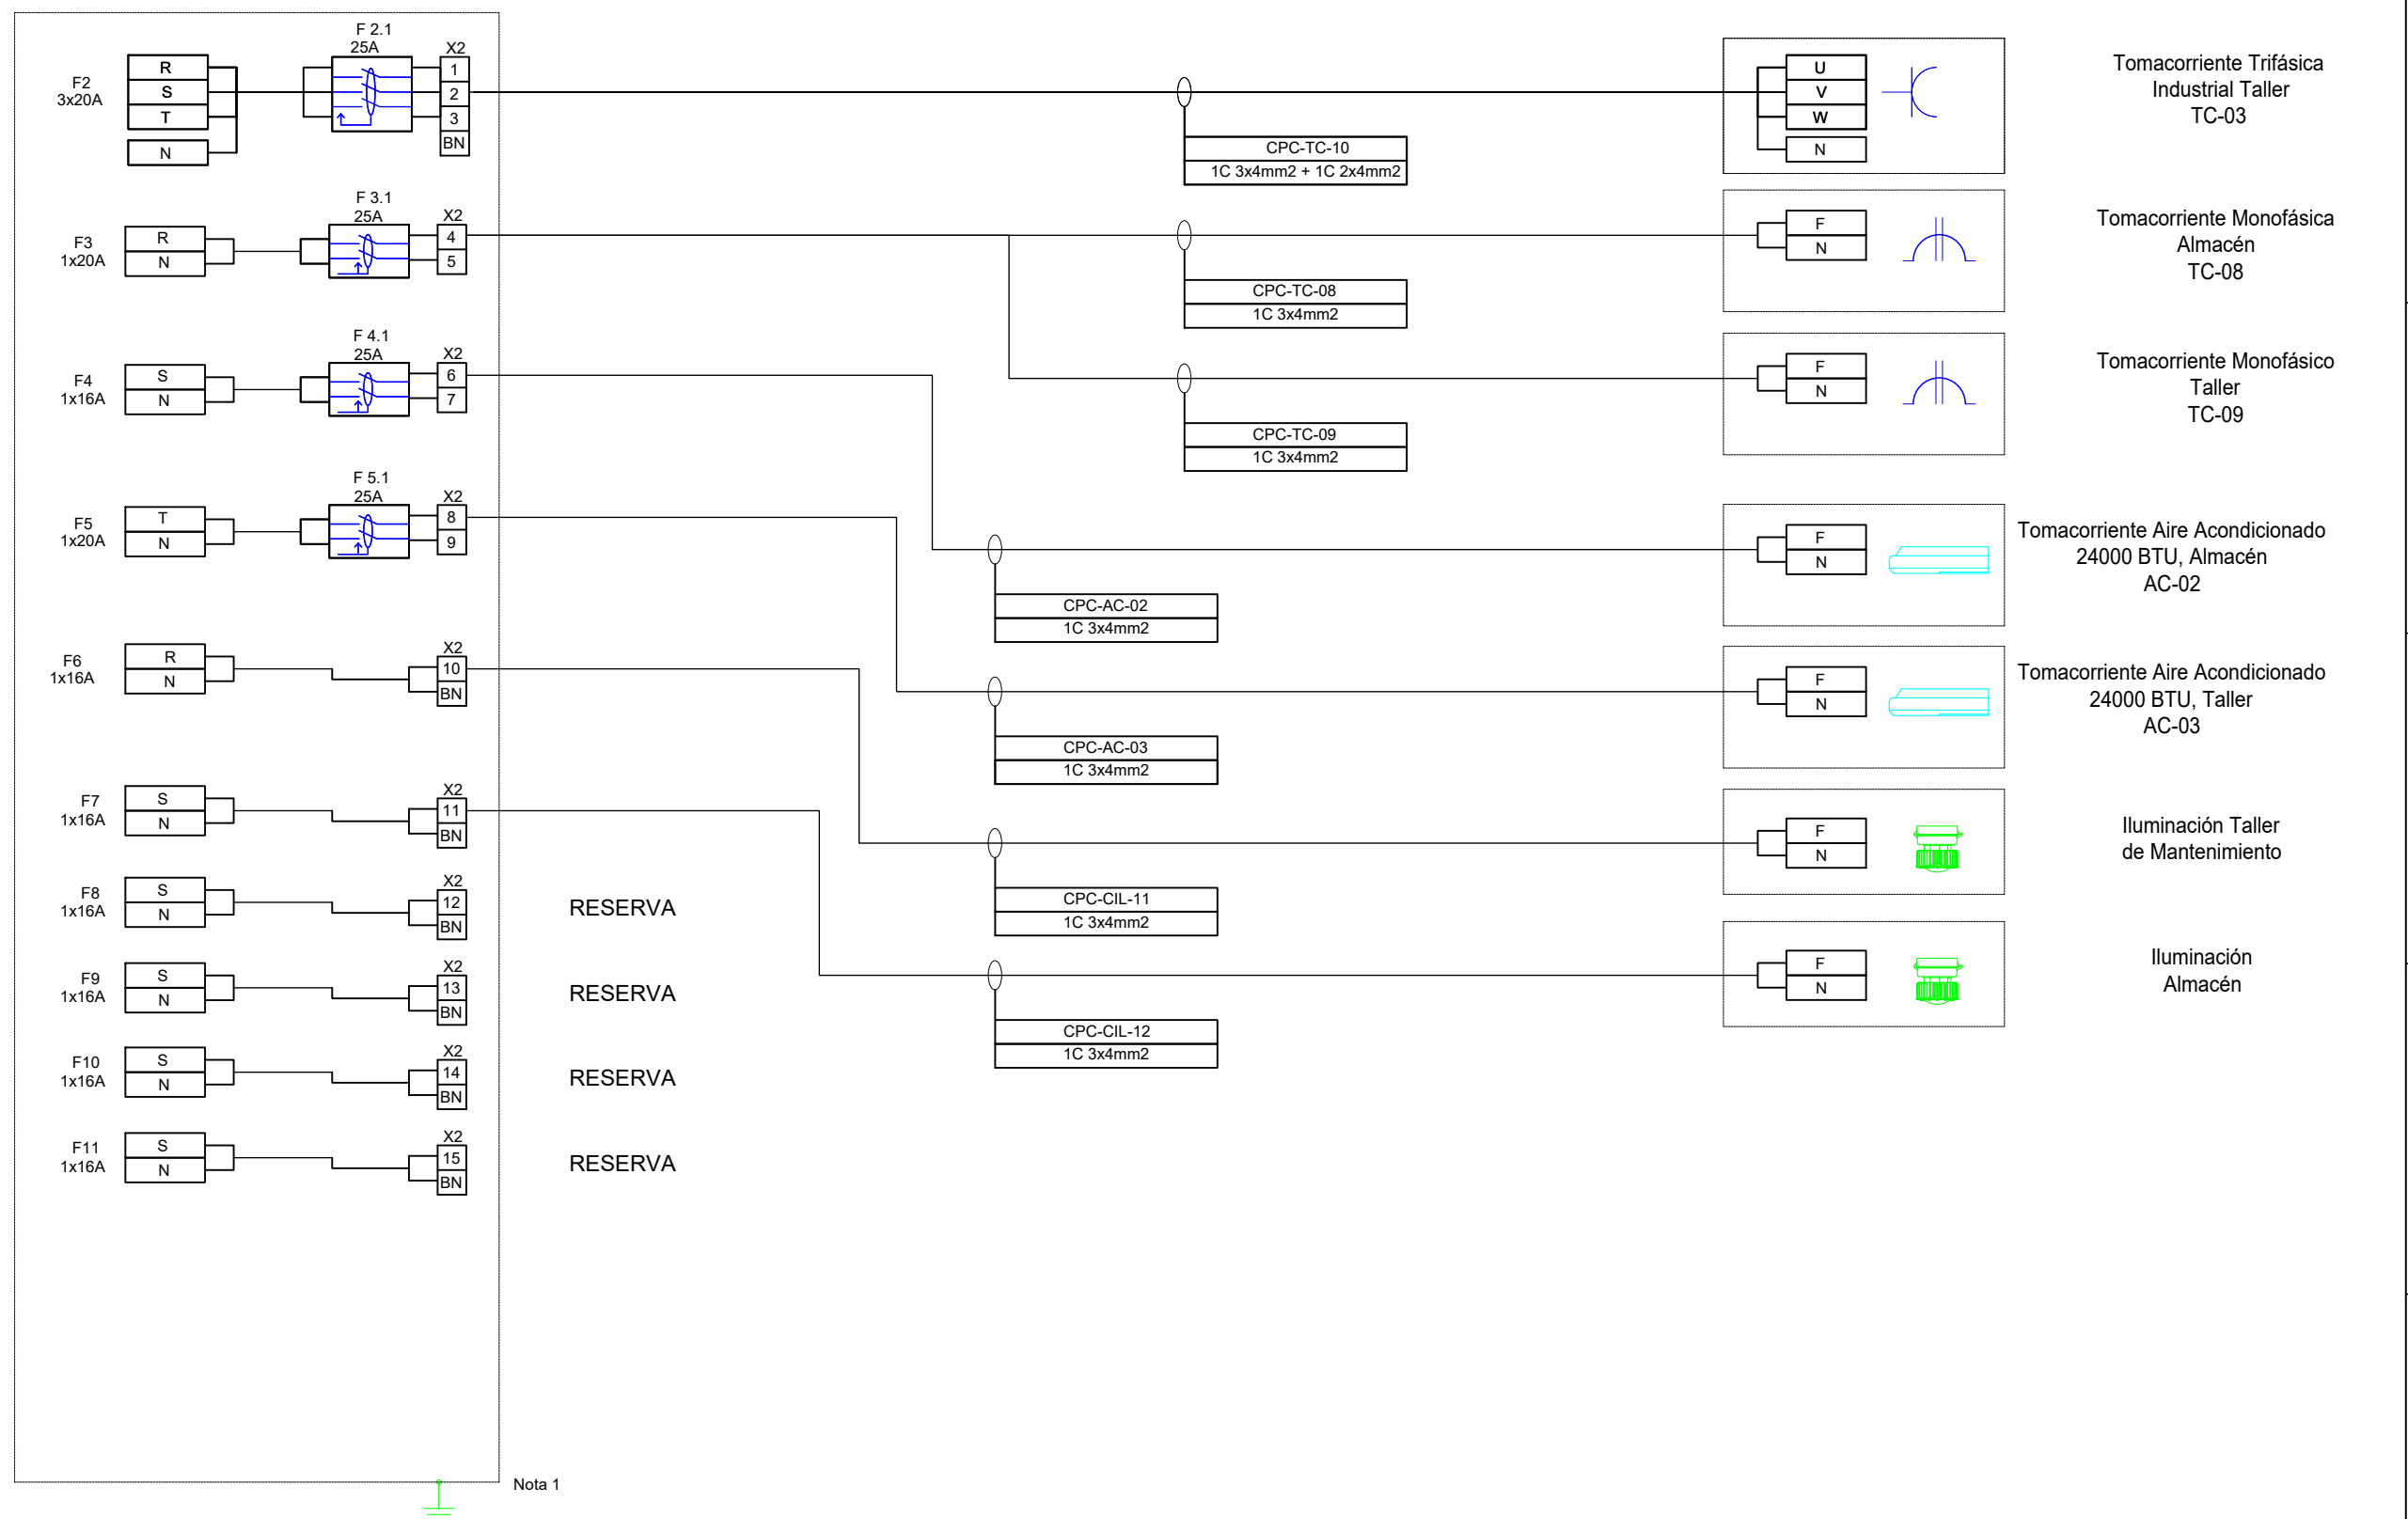 F 2.1
25A
X2
F2
3x20A
R
S
T
N
1
2
3
BN
CPC-TC-10
1C 3x4mm2 + 1C 2x4mm2
U
V
W
N
Tomacorriente Trifásica
Industrial Taller
TC-03
F 3.1
25A
X2
F3
1x20A
R
N
4
5
CPC-TC-08
1C 3x4mm2
F
N
Tomacorriente Monofásica
Almacén
TC-08
F 4.1
25A
X2
F4
1x16A
S
N
6
7
CPC-TC-09
1C 3x4mm2
F
N
Tomacorriente Monofásico
Taller
TC-09
F 5.1
25A
X2
F5
1x20A
T
N
8
9
CPC-AC-02
1C 3x4mm2
F
N
Tomacorriente Aire Acondicionado
24000 BTU, Almacén
AC-02
X2
F6
1x16A
R
N
10
BN
CPC-AC-03
1C 3x4mm2
F
N
Tomacorriente Aire Acondicionado
24000 BTU, Taller
AC-03
X2
F7
1x16A
S
N
11
BN
CPC-CIL-11
1C 3x4mm2
F
N
Iluminación Taller
de Mantenimiento
X2
F8
1x16A
S
N
12
BN
RESERVA
CPC-CIL-12
1C 3x4mm2
F
N
Iluminación
Almacén
X2
F9
1x16A
S
N
13
BN
RESERVA
X2
F10
1x16A
S
N
14
BN
RESERVA
X2
F11
1x16A
S
N
15
BN
RESERVA
Nota 1